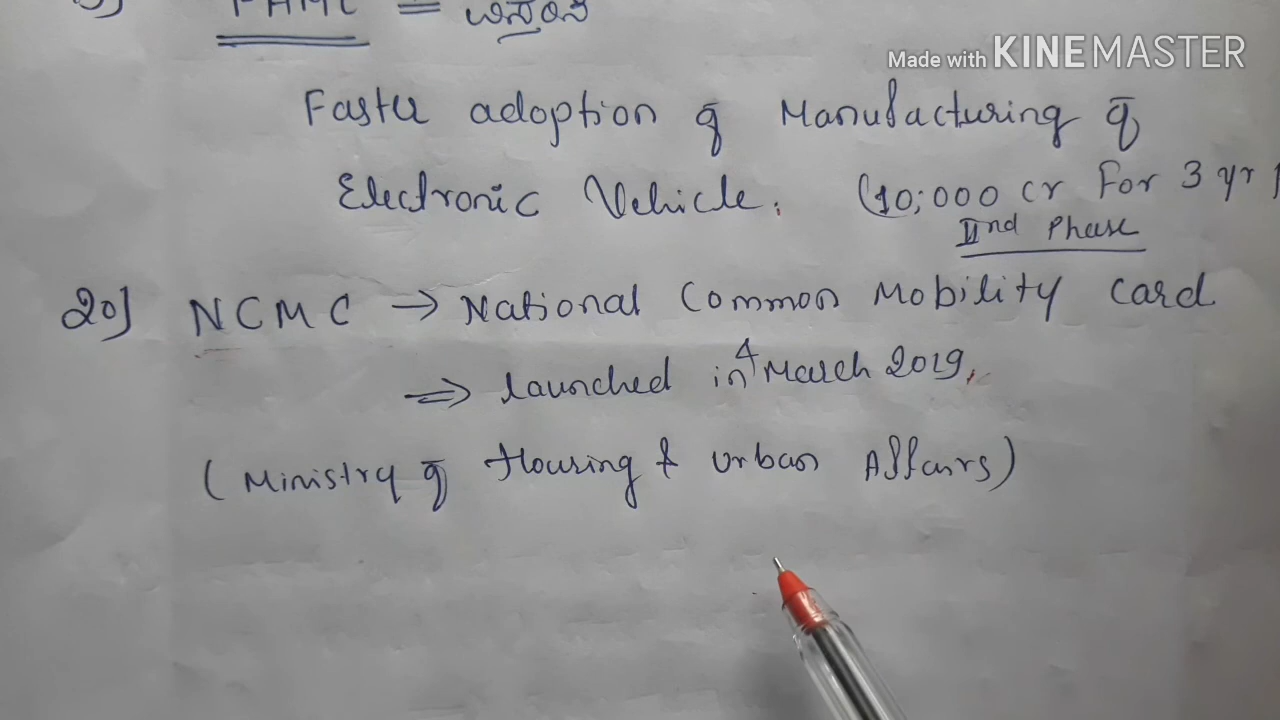 = ವಿಸ್ತರಿಸಿ
Made with KINEMASTER
Faster adoption of Manufacturing of
Electronic Vehicle. (10,000 cr For 3 yr)
IInd Phase
20] NCMC → National Common Mobility Card
⇒ launched in 4 March 2019.
(Ministry of Housing & Urban Affairs)